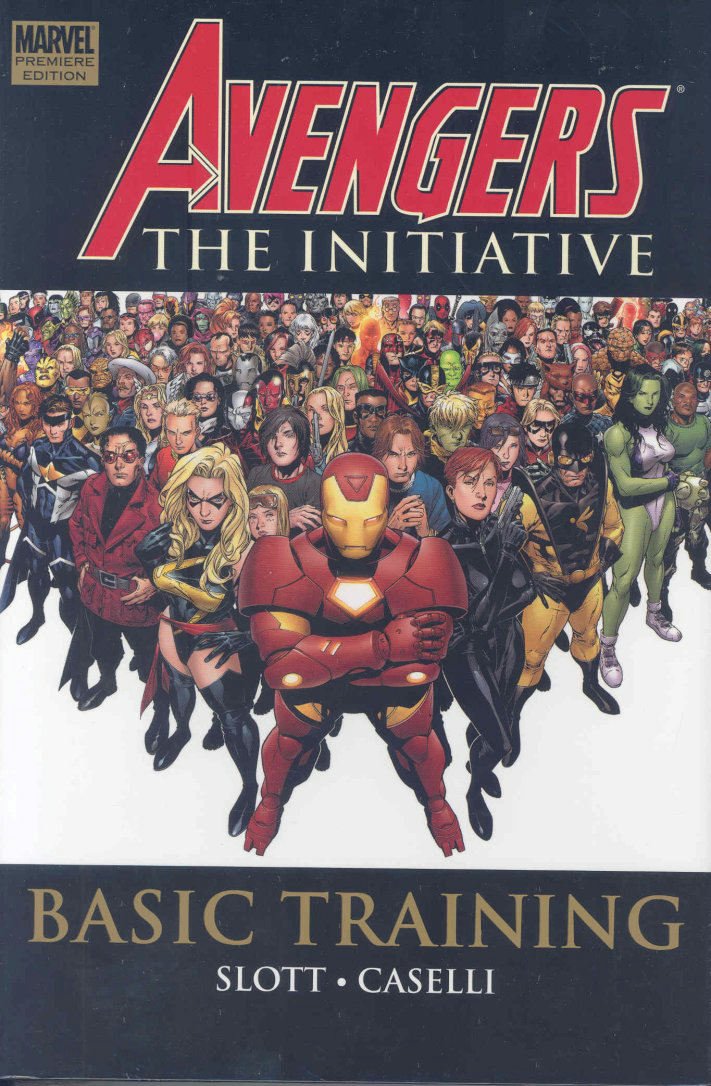 MARVEL
PREMIERE
EDITION
AVENGERS®
THE INITIATIVE
BASIC TRAINING
SLOTT • CASELLI